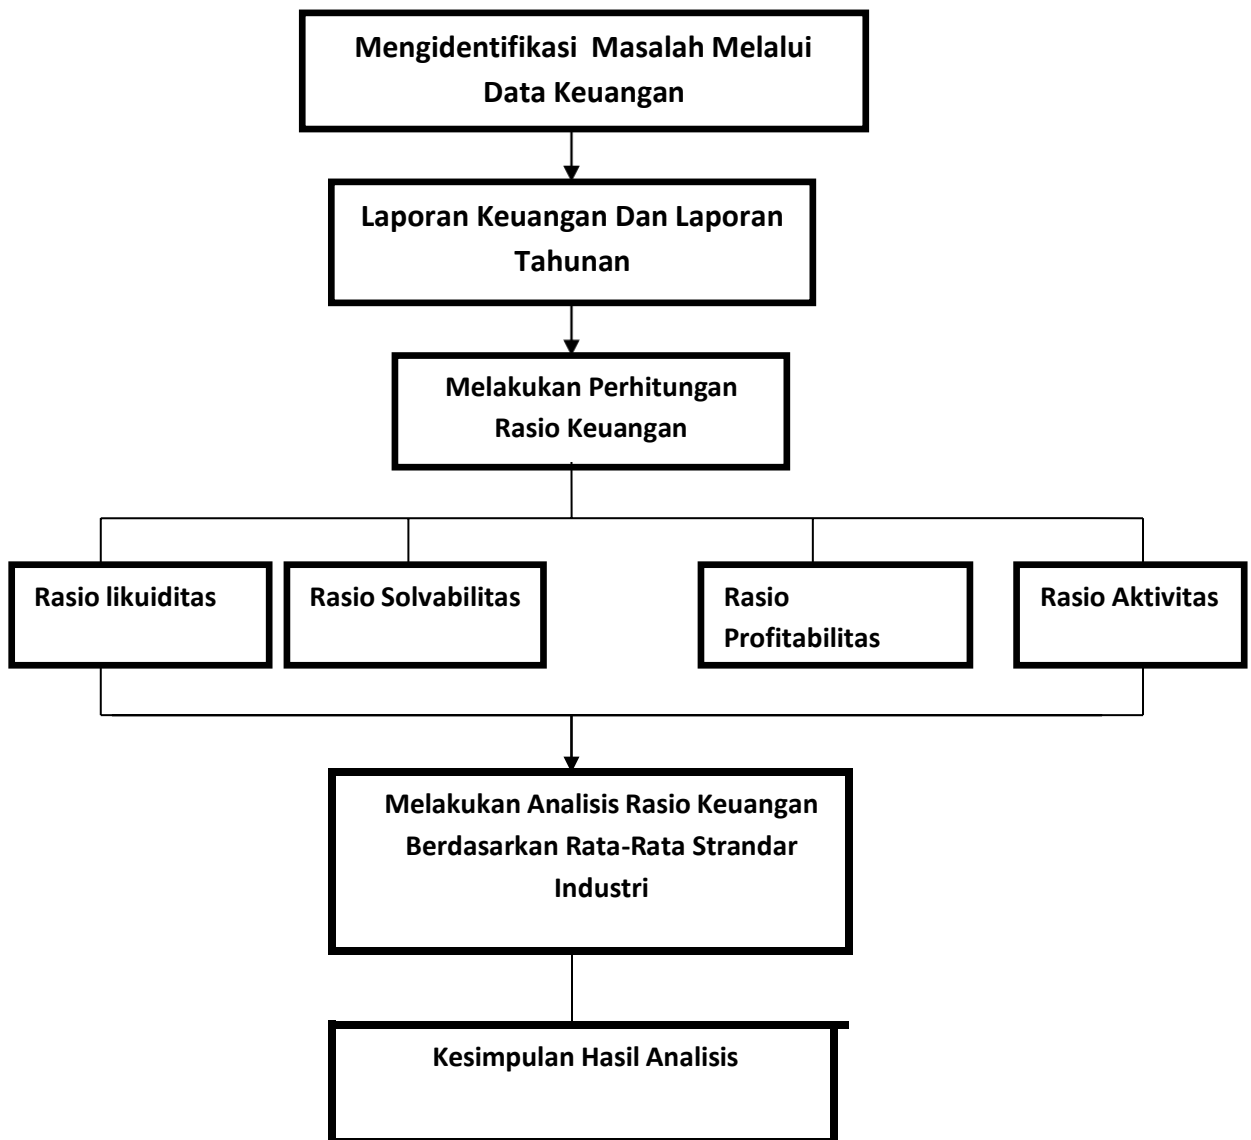 Mengidentifikasi Masalah Melalui
Data Keuangan
Laporan Keuangan Dan Laporan
Tahunan
Melakukan Perhitungan
Rasio Keuangan
Rasio likuiditas
Rasio Solvabilitas
Rasio
Profitabilitas
Rasio Aktivitas
Melakukan Analisis Rasio Keuangan
Berdasarkan Rata-Rata Strandar
Industri
Kesimpulan Hasil Analisis